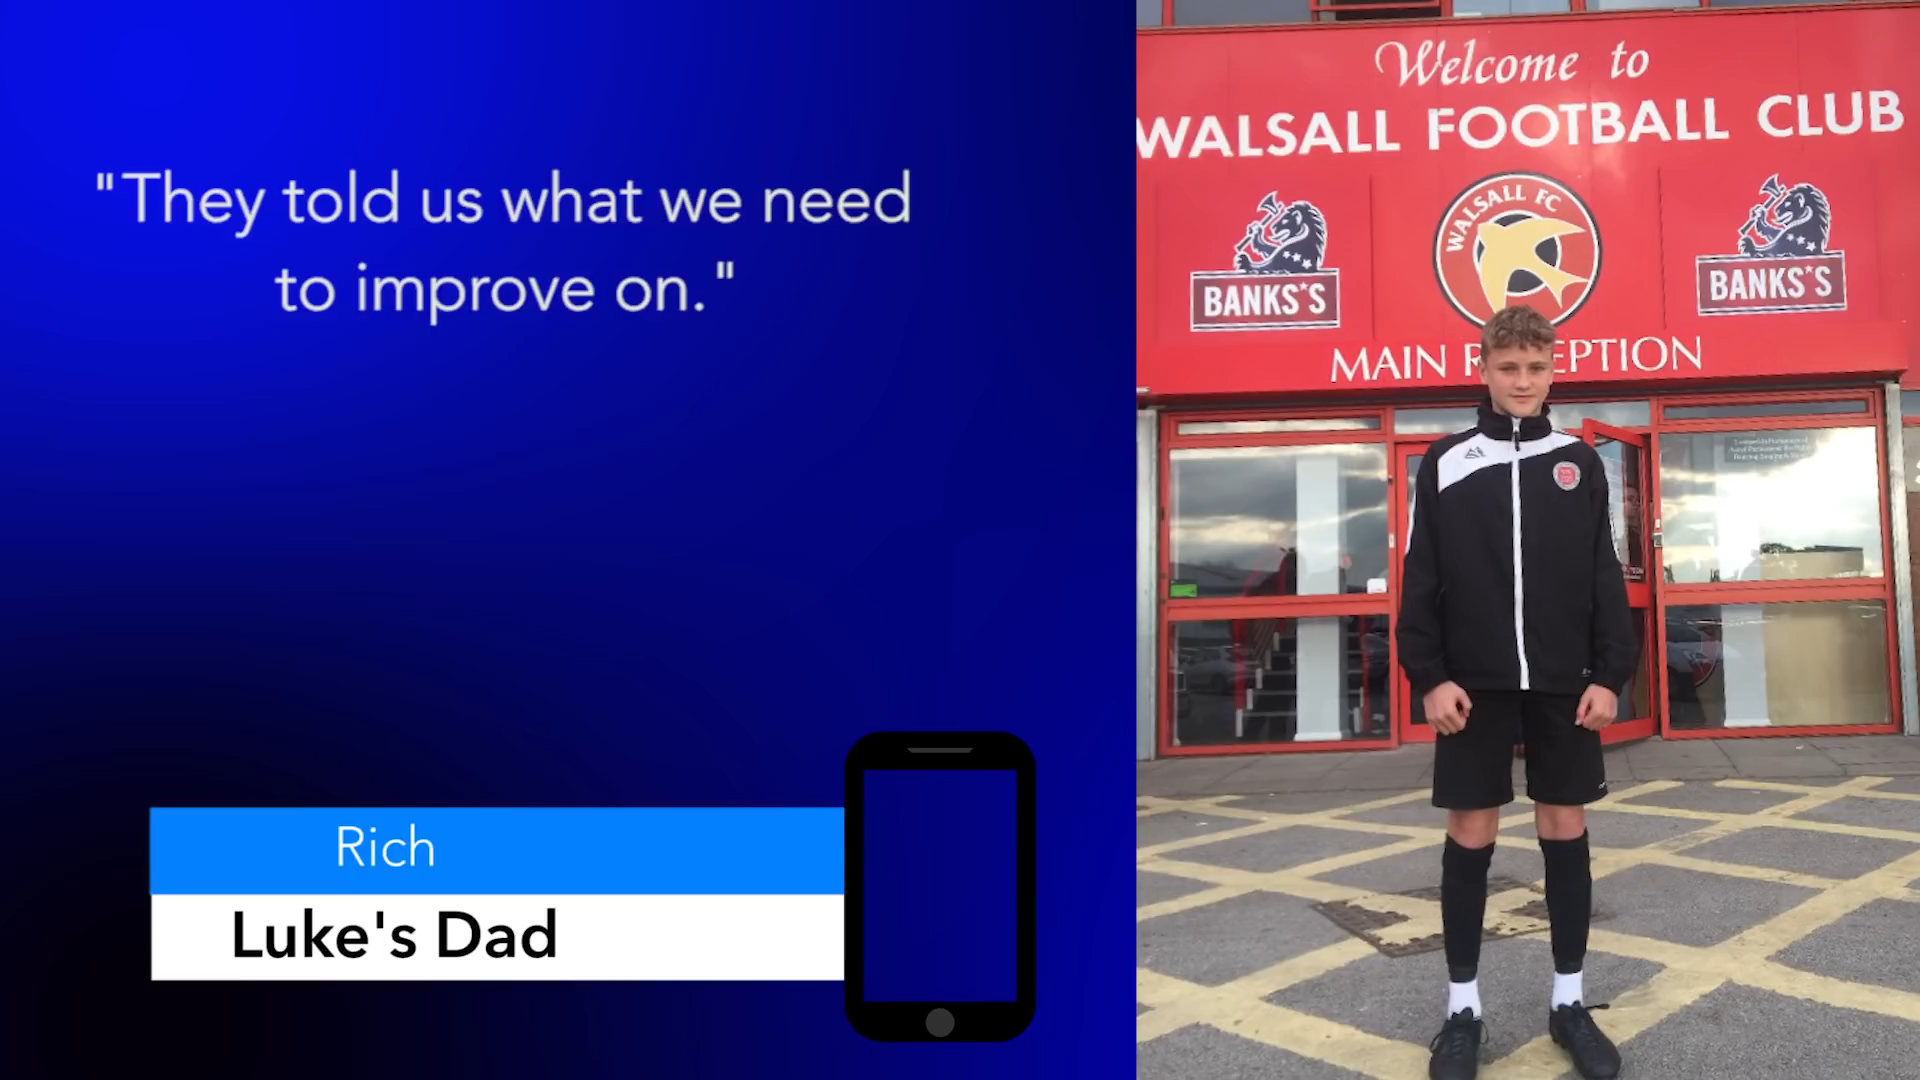 "They told us what we need
to improve on."
Rich
Luke's Dad
Welcome to
WALSALL FOOTBALL CLUB
WALSALL FC
BANKS'S
BANKS'S
MAIN R EPTION